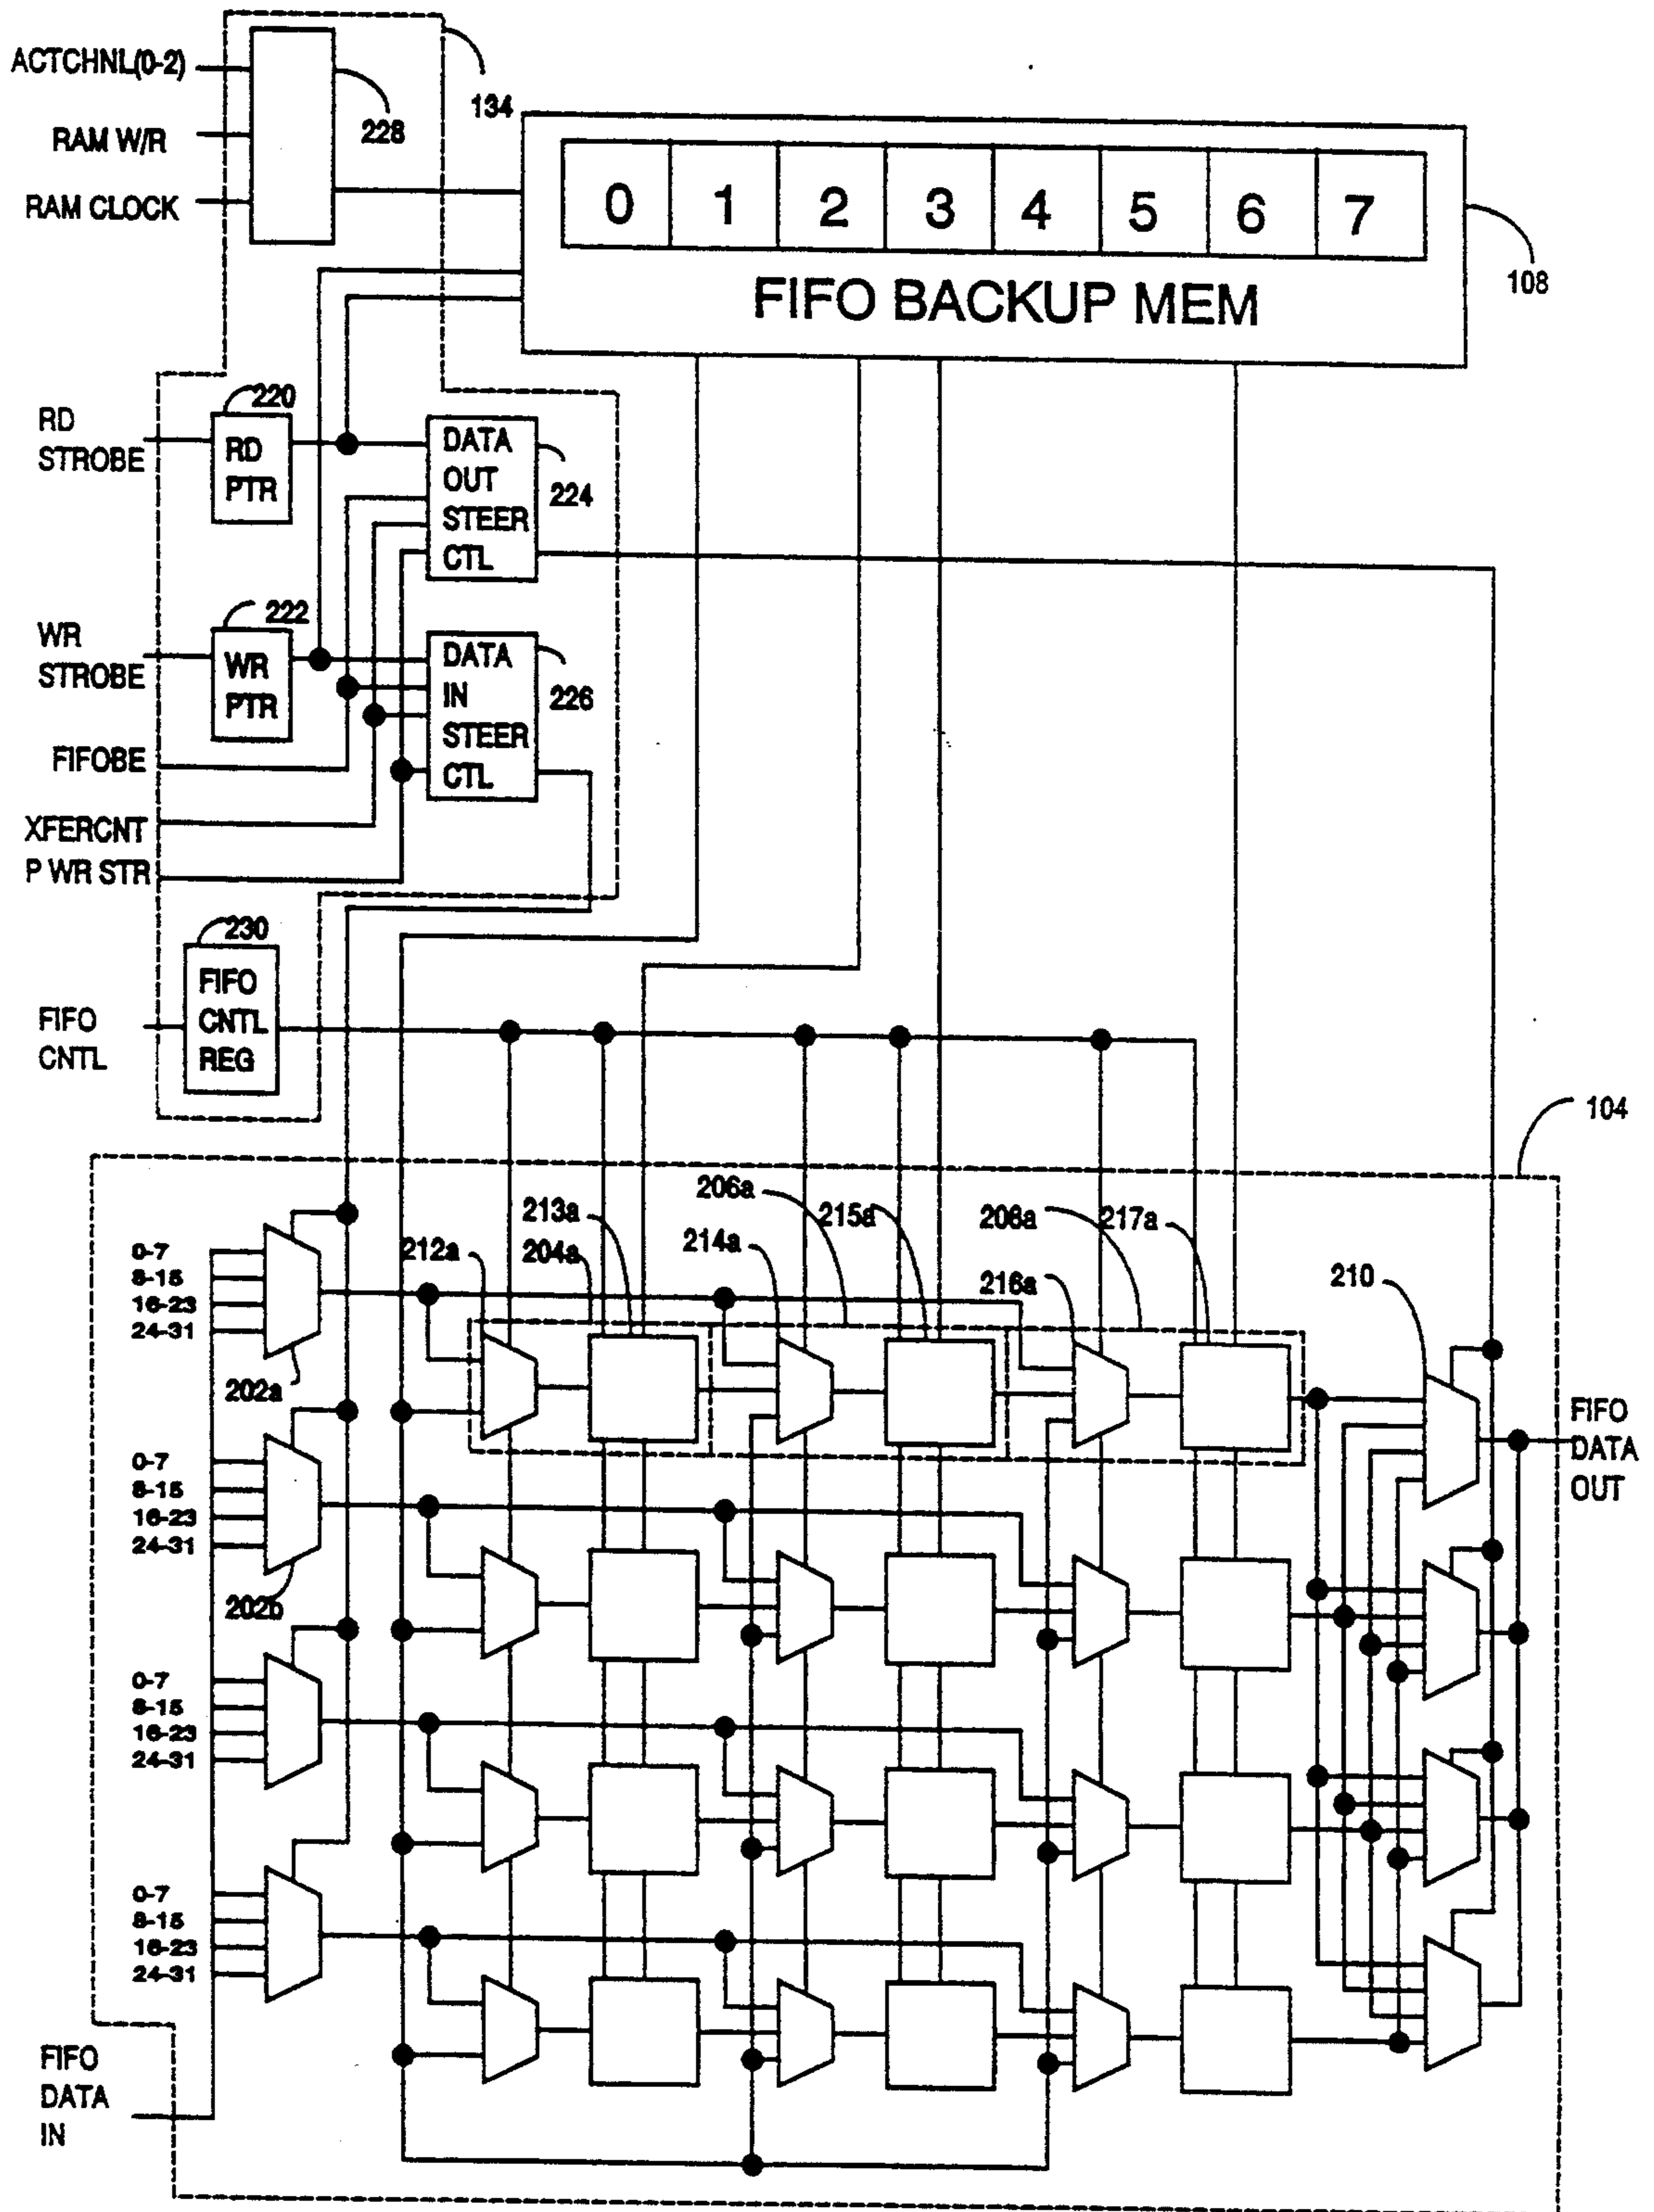 ACTCHNL(0-2)
134
228
RAM W/R
RAM CLOCK
0 1 2 3 4 5 6 7
108
FIFO BACKUP MEM
RD
STROBE
220
RD
PTR
DATA
OUT
STEER
CTL
224
WR
STROBE
222
WR
PTR
DATA
IN
STEER
CTL
226
FIFOBE
XFERCNT
P WR STR
230
FIFO
CNTL
REG
FIFO
CNTL
104
206a
213a
215a
208a
217a
212a
204a
214a
216a
210
0-7
8-15
16-23
24-31
202a
FIFO
DATA
OUT
0-7
8-15
16-23
24-31
202b
0-7
8-15
16-23
24-31
0-7
8-15
16-23
24-31
FIFO
DATA
IN